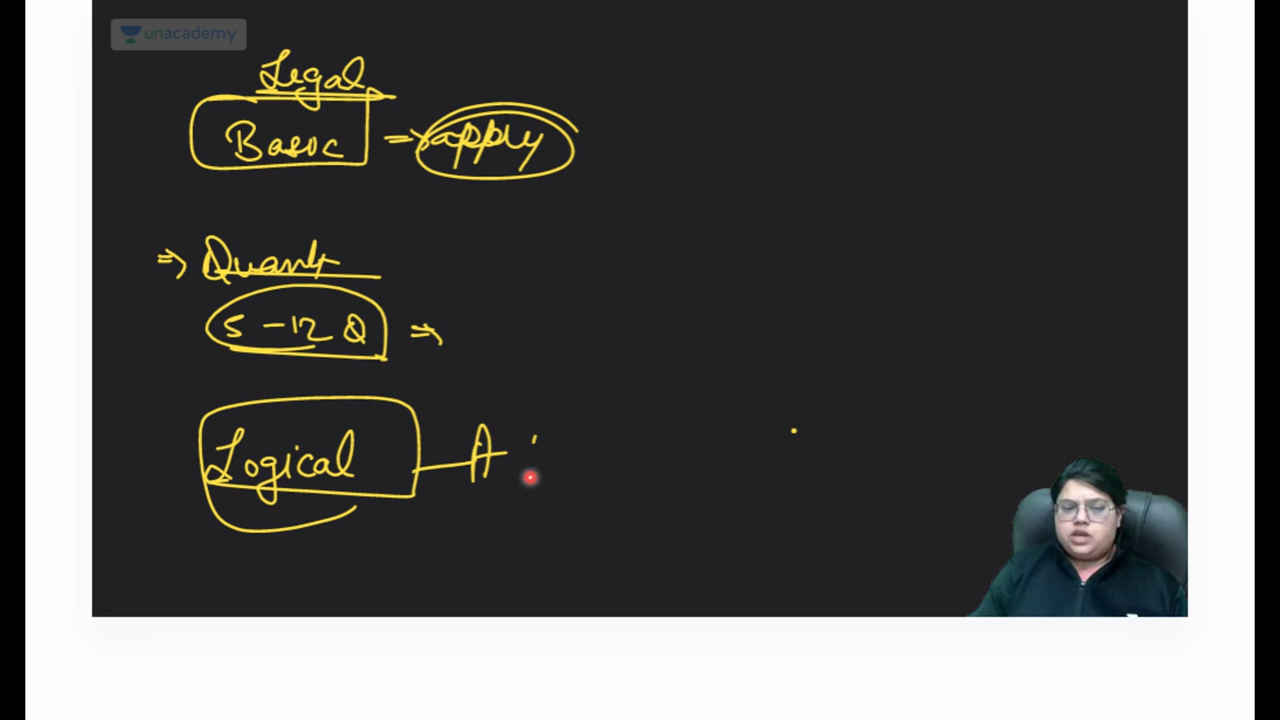 unacademy
Legal
Basic => apply
=> Quant
5-12 Q =>
Logical — A